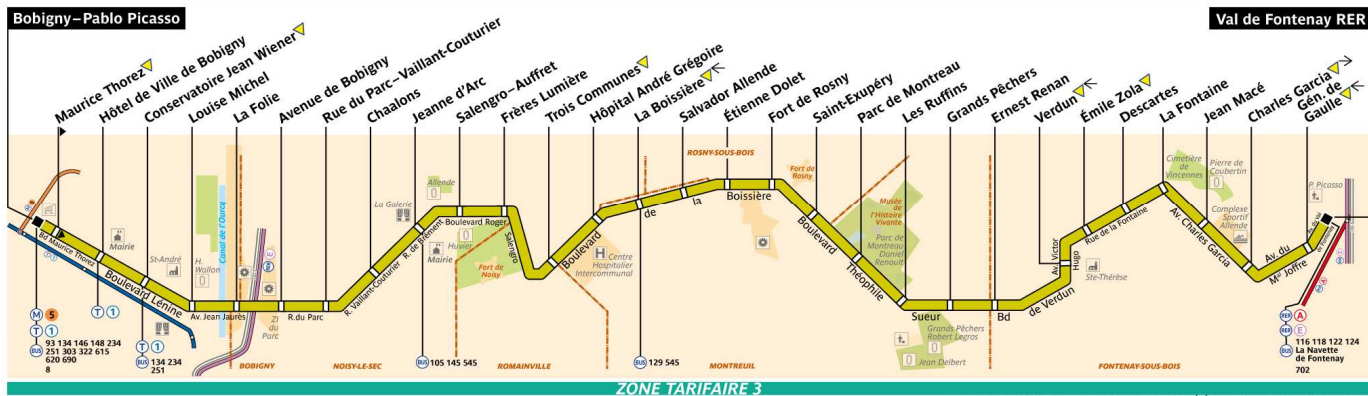 Bobigny–Pablo Picasso
Val de Fontenay RER
Maurice Thorez
Hôtel de Ville de Bobigny
Conservatoire Jean Wiener
Louise Michel
La Folie
Avenue de Bobigny
Rue du Parc–Vaillant-Couturier
Chaalons
Jeanne d'Arc
Salengro-Auffret
Frères Lumière
Trois Communes
Hôpital André Grégoire
La Boissière
Salvador Allende
Étienne Dolet
Fort de Rosny
Saint-Exupéry
Parc de Montreau
Les Ruffins
Grands Pêchers
Ernest Renan
Verdun
Émile Zola
Descartes
La Fontaine
Jean Macé
Charles Garcia
Gén. de
Gaulle
Bd Maurice Thorez
Boulevard Lénine
Av. Jean Jaurès
R.du Parc
R. Vaillant-Couturier
R. de Brément
Boulevard Roger
Salengro
Boulevard
de
la
Boissière
Boulevard
Théophile
Sueur
Bd
de Verdun
Av. Victor
Hugo
Rue de la Fontaine
Av. Charles Garcia
Av. du
Mal Joffre
Av. du Val
de Fontenay
Mairie
St-André
H.
Wallon
Canal de l'Ourcq
ZI
du
Parc
La Galerie
Mairie
Allende
Huvier
Fort de
Noisy
Centre
Hospitalier
Intercommunal
ROSNY-SOUS-BOIS
Fort de
Rosny
Musée
de
l'Histoire
Vivante
Parc de
Montreau
Daniel
Renault
Grands Pêchers
Robert Legros
Jean Delbert
Ste-Thérèse
Cimetière
de
Vincennes
Pierre de
Coubertin
Complexe
Sportif
Allende
P. Picasso
M 5
T 1
BUS 93 134 146 148 234
251 303 322 615
620 690
8
T 1
T 1
BUS 134 234
251
BUS 105 145 545
BUS 129 545
RER A
RER E
BUS 116 118 122 124
La Navette
de Fontenay
702
BOBIGNY
NOISY-LE-SEC
ROMAINVILLE
MONTREUIL
FONTENAY-SOUS-BOIS
ZONE TARIFAIRE 3